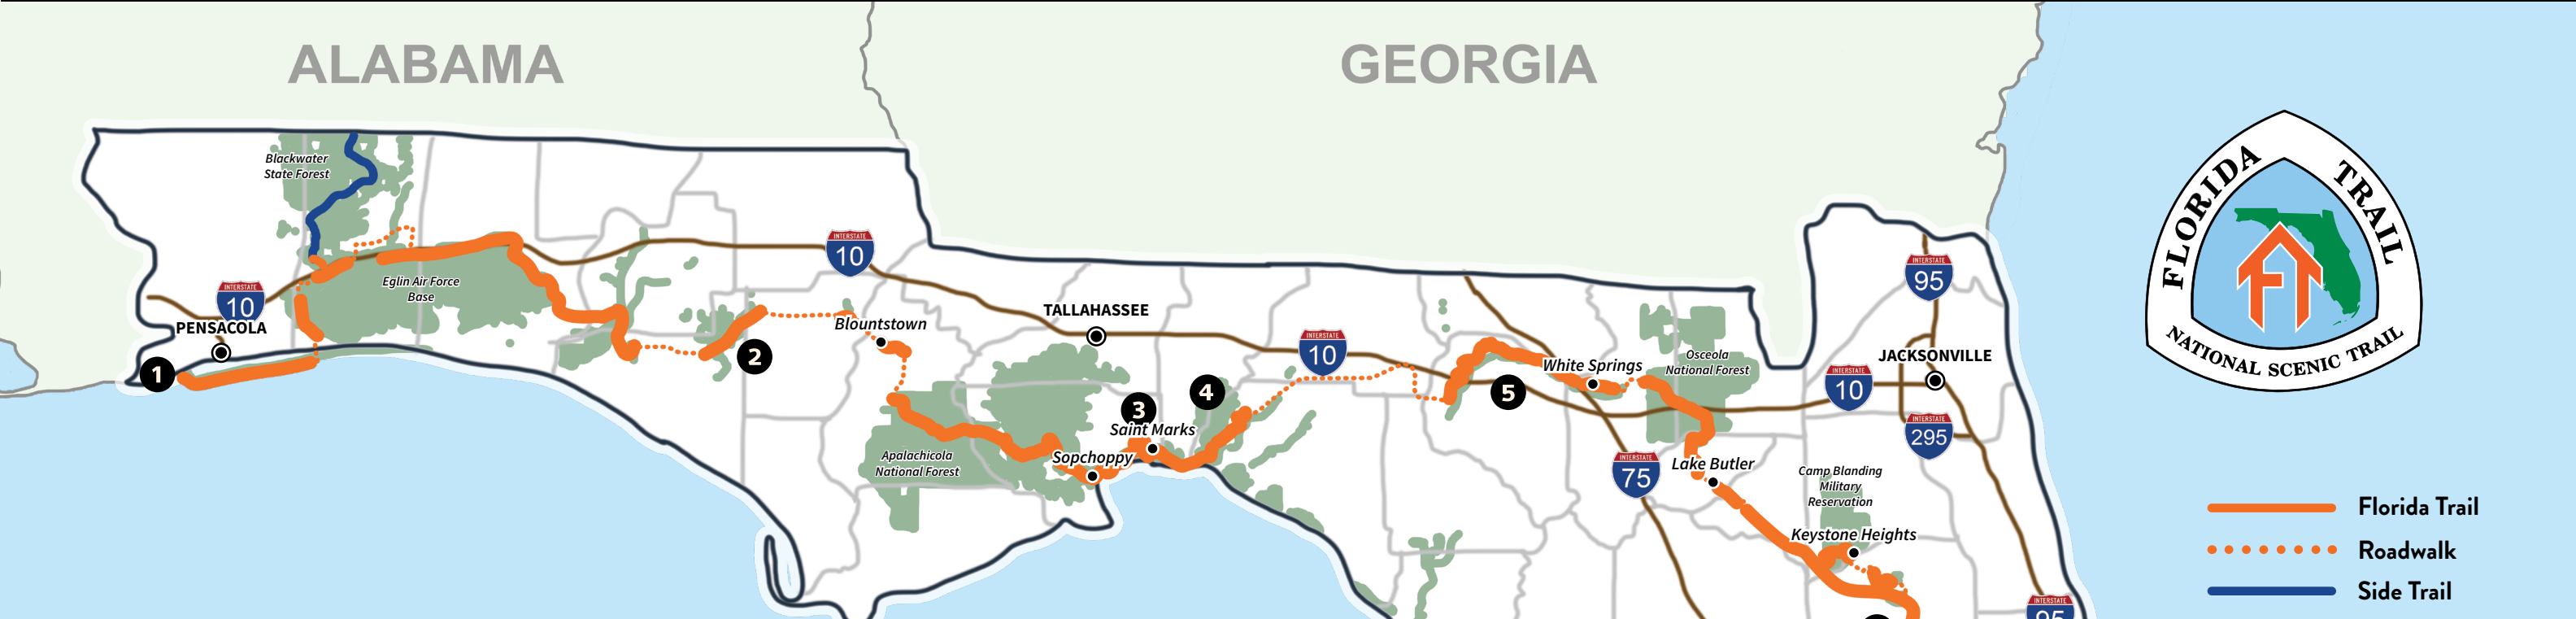 ALABAMA
GEORGIA
Blackwater
State Forest
Eglin Air Force
Base
INTERSTATE
10
PENSACOLA
1
INTERSTATE
10
2
Blountstown
TALLAHASSEE
Apalachicola
National Forest
Sopchoppy
3
Saint Marks
4
INTERSTATE
10
5
White Springs
Osceola
National Forest
INTERSTATE
75
Lake Butler
Camp Blanding
Military
Reservation
Keystone Heights
INTERSTATE
95
JACKSONVILLE
INTERSTATE
10
INTERSTATE
295
INTERSTATE
95
FLORIDA TRAIL
FT
NATIONAL SCENIC TRAIL
Florida Trail
Roadwalk
Side Trail